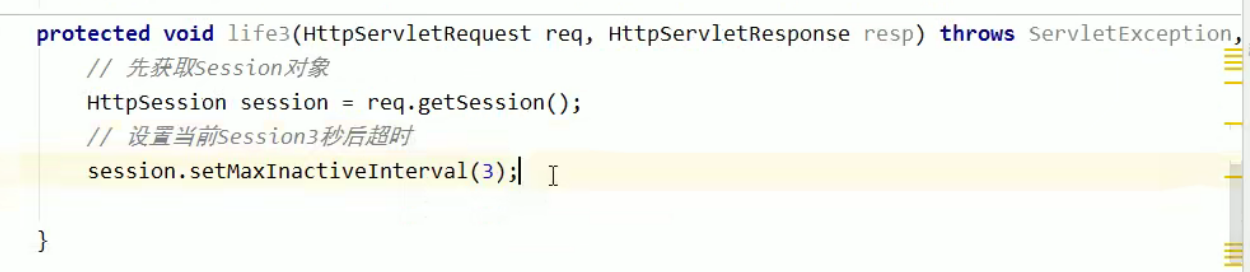 protected void life3(HttpServletRequest req, HttpServletResponse resp) throws ServletException,
// 先获取Session对象
HttpSession session = req.getSession();
// 设置当前Session3秒后超时
session.setMaxInactiveInterval(3);
}